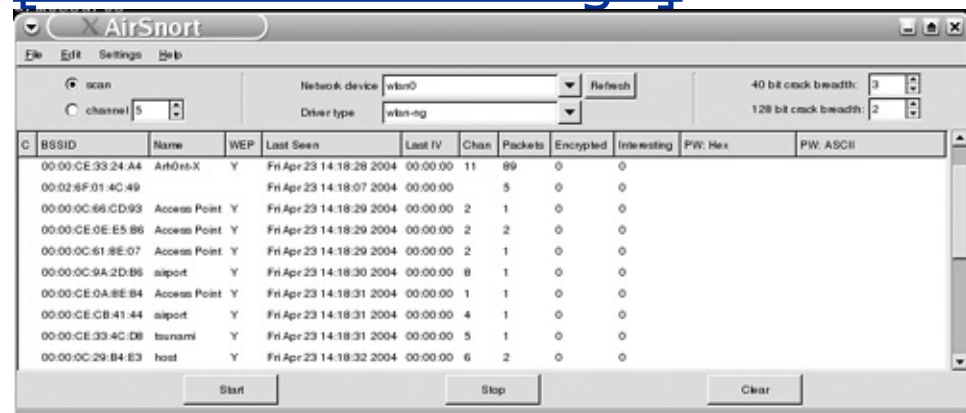 AirSnort
File Edit Settings Help
scan
channel 5
Network device wlan0 Refresh
Driver type wlan-ng
40 bit crack breadth: 3
128 bit crack breadth: 2
C BSSID Name WEP Last Seen Last IV Chan Packets Encrypted Interesting PW: Hex PW: ASCII
00:00:CE:33:24:A4 Arh0nt-X Y Fri Apr 23 14:18:28 2004 00:00:00 11 89 0 0
00:02:6F:01:4C:49 Fri Apr 23 14:18:07 2004 00:00:00 5 0 0
00:00:0C:66:CD:93 Access Point Y Fri Apr 23 14:18:29 2004 00:00:00 2 1 0 0
00:00:CE:0E:E5:B6 Access Point Y Fri Apr 23 14:18:29 2004 00:00:00 2 2 0 0
00:00:0C:61:8E:07 Access Point Y Fri Apr 23 14:18:29 2004 00:00:00 2 1 0 0
00:00:0C:9A:2D:B6 airport Y Fri Apr 23 14:18:30 2004 00:00:00 8 1 0 0
00:00:CE:0A:8E:84 Access Point Y Fri Apr 23 14:18:31 2004 00:00:00 1 1 0 0
00:00:CE:CB:41:44 airport Y Fri Apr 23 14:18:31 2004 00:00:00 4 1 0 0
00:00:CE:33:4C:DB tsunami Y Fri Apr 23 14:18:31 2004 00:00:00 5 1 0 0
00:00:0C:29:B4:E3 host Y Fri Apr 23 14:18:32 2004 00:00:00 6 2 0 0
Start Stop Clear